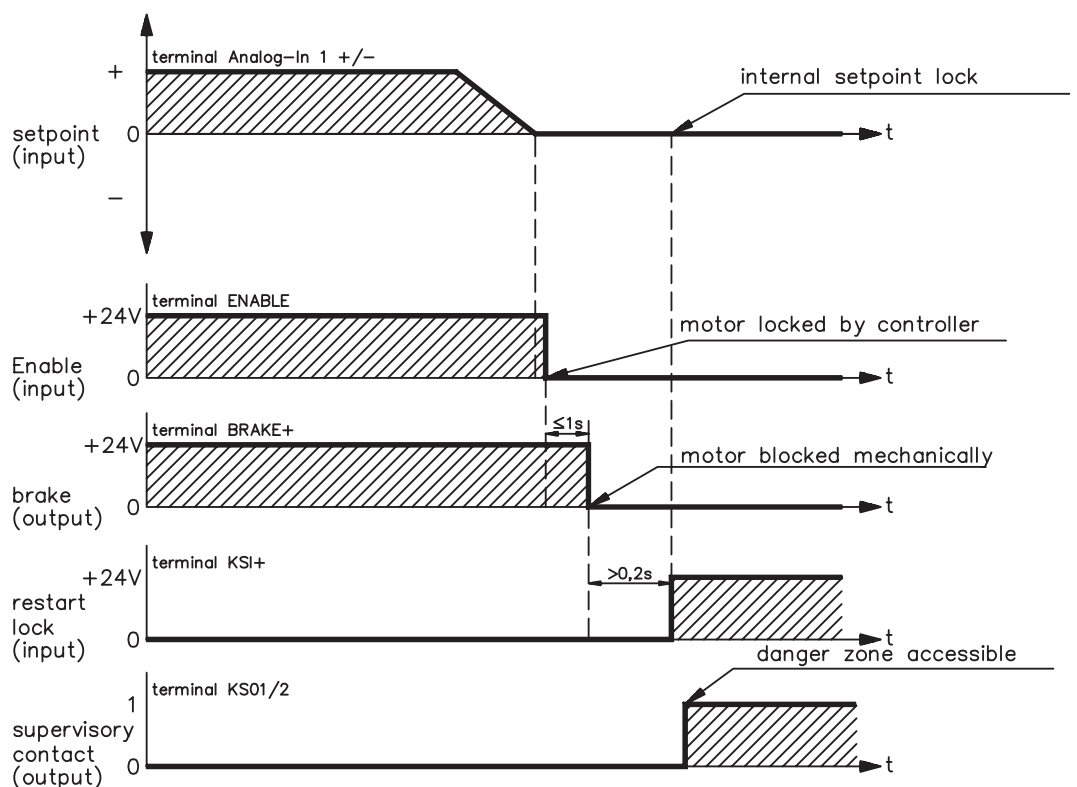 terminal Analog-In 1 +/-
+
internal setpoint lock
setpoint
(input)
0
t
-
terminal ENABLE
+24V
motor locked by controller
Enable
(input)
0
t
terminal BRAKE+
≤1s
+24V
motor blocked mechanically
brake
(output)
0
t
terminal KSI+
+24V
>0,2s
restart
lock
(input)
0
t
danger zone accessible
terminal KS01/2
1
supervisory
contact
(output)
0
t